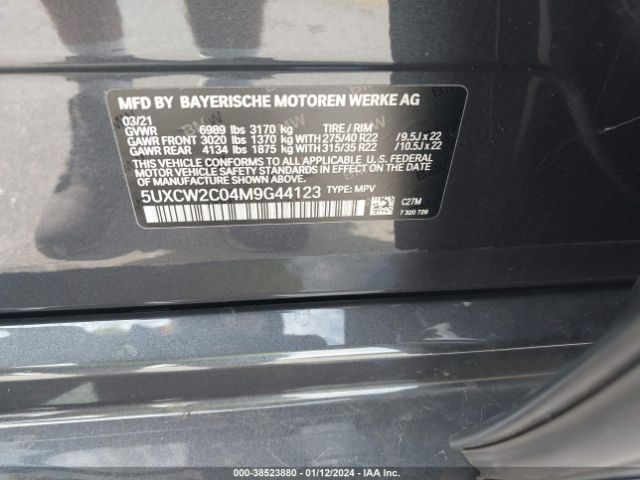 MFD BY BAYERISCHE MOTOREN WERKE AG
03/21
GVWR 6989 lbs 3170 kg TIRE / RIM
GAWR FRONT 3020 lbs 1370 kg WITH 275/40 R22 /9.5J x 22
GAWR REAR 4134 lbs 1875 kg WITH 315/35 R22 /10.5J x 22
THIS VEHICLE CONFORMS TO ALL APPLICABLE U. S. FEDERAL
MOTOR VEHICLE SAFETY STANDARDS IN EFFECT ON THE DATE OF
MANUFACTURE SHOWN ABOVE.
5UXCW2C04M9G44123 TYPE: MPV
C27M
7 320 729
000-38523880 - 01/12/2024 - IAA Inc.